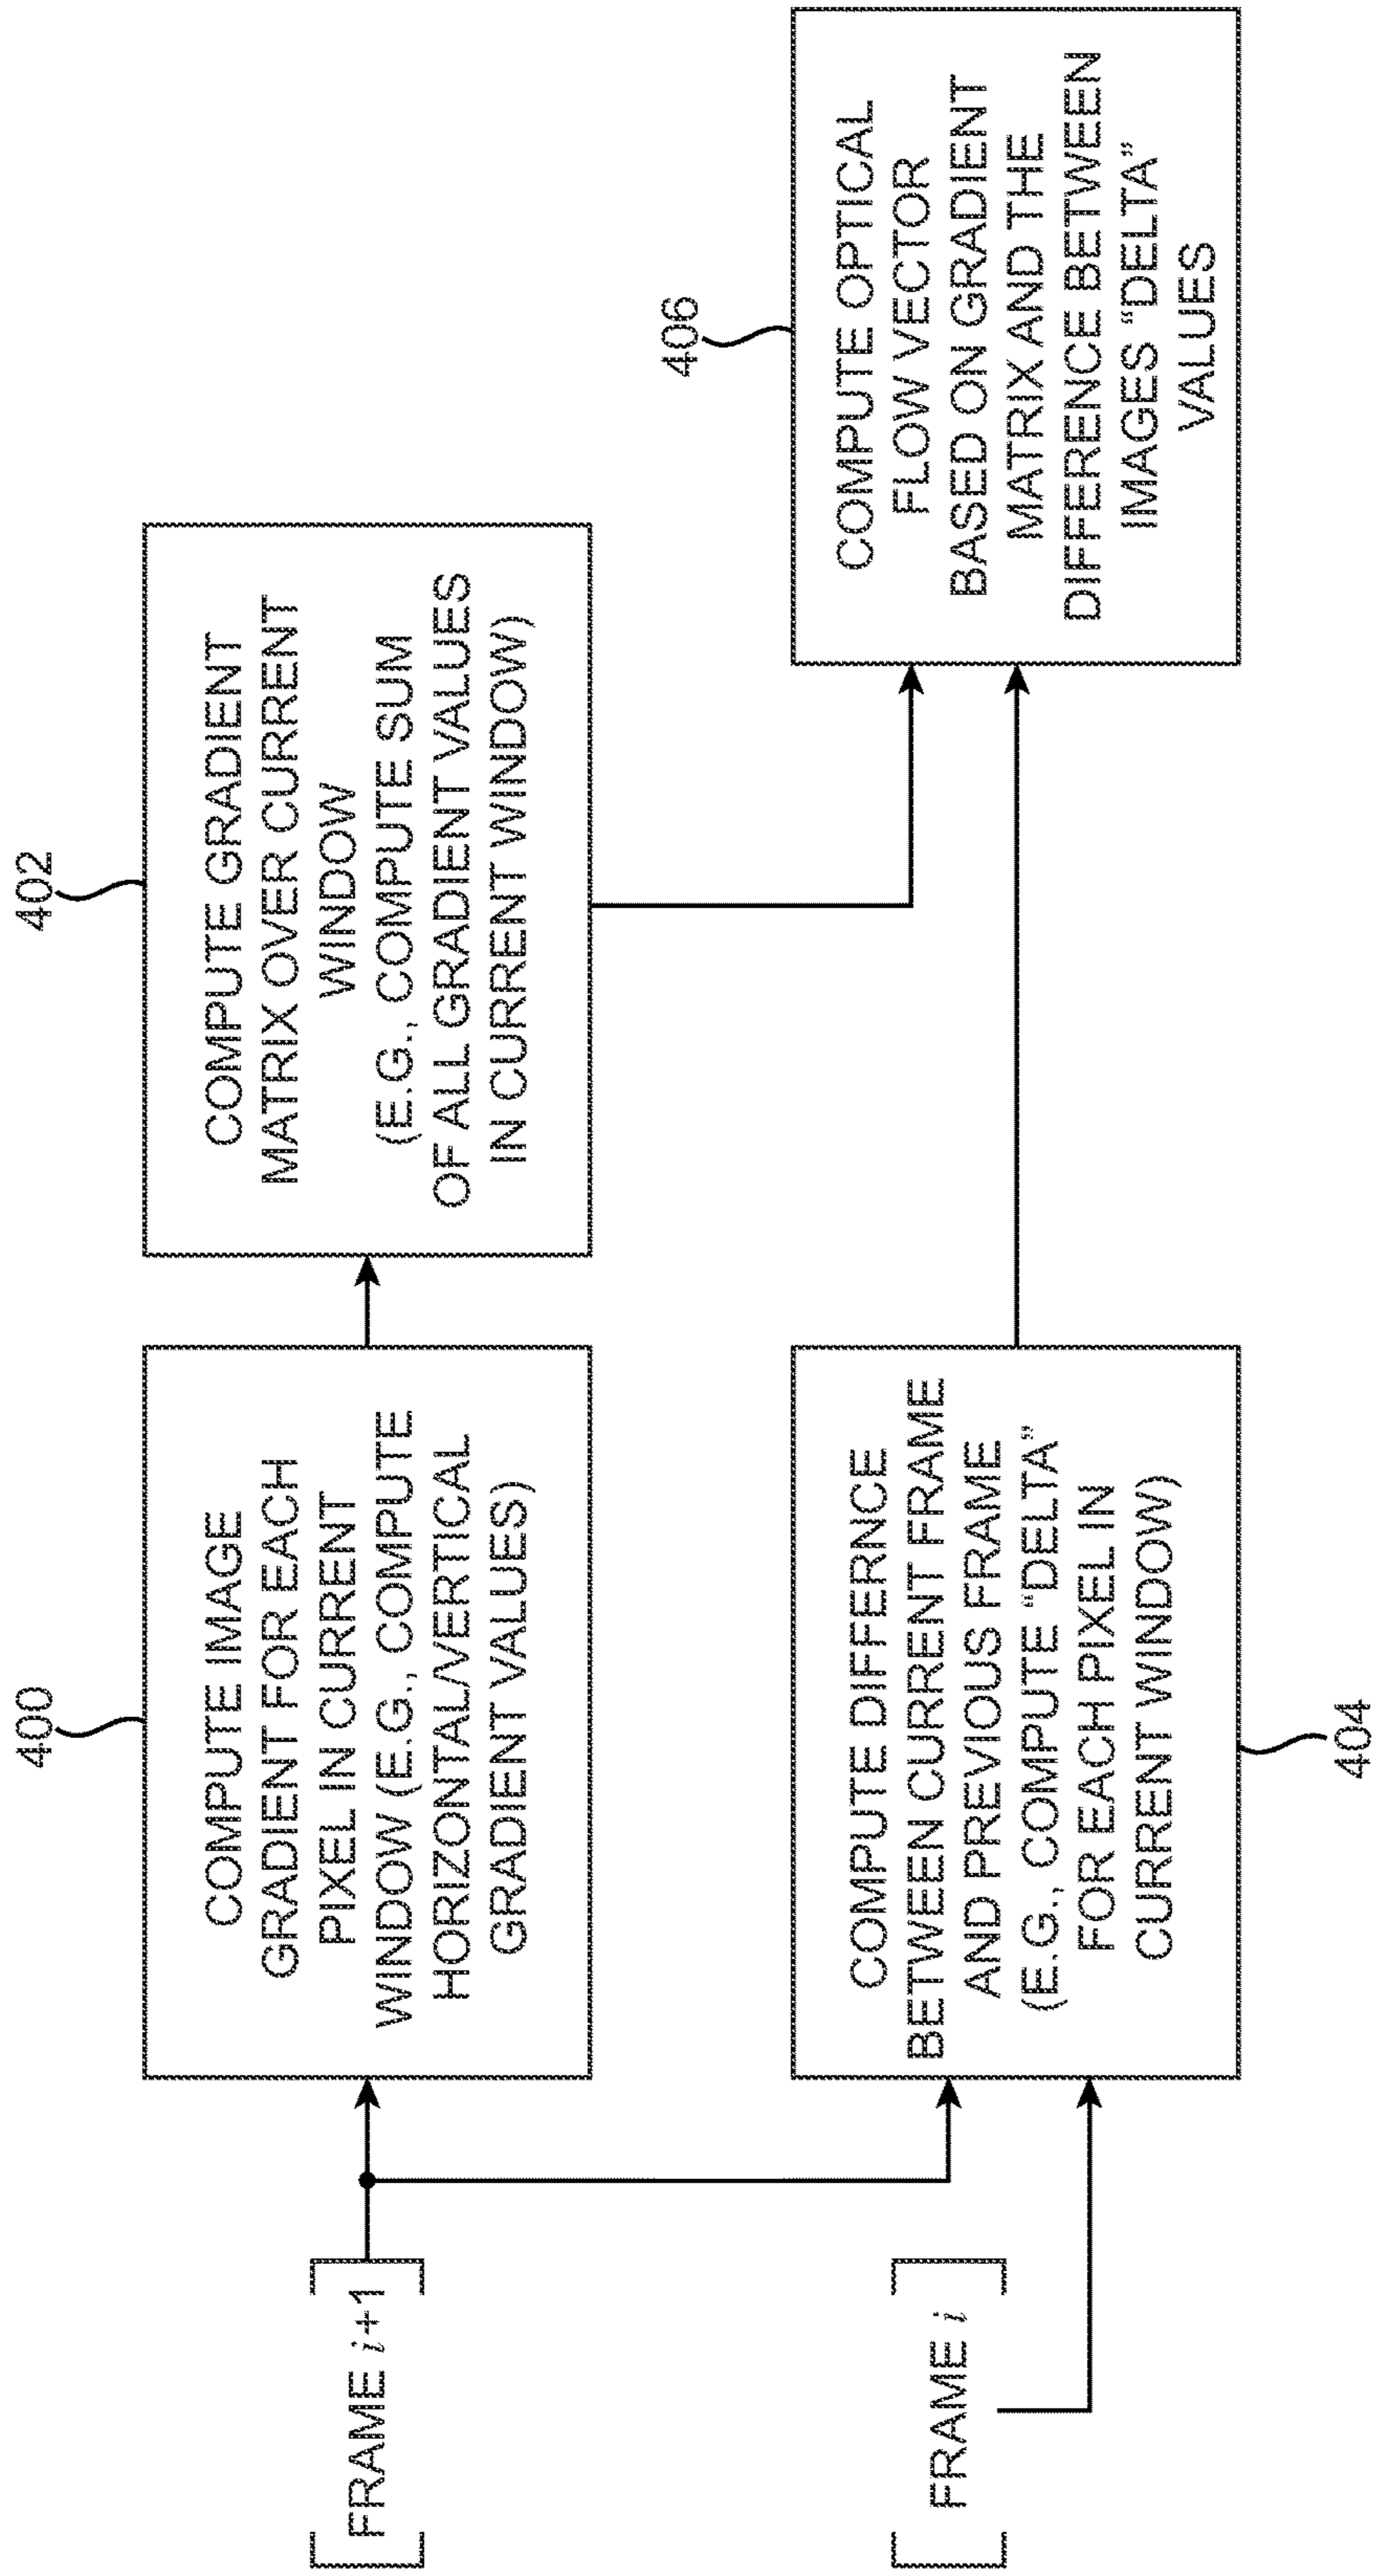 400
COMPUTE IMAGE
GRADIENT FOR EACH
PIXEL IN CURRENT
WINDOW (E.G., COMPUTE
HORIZONTAL/VERTICAL
GRADIENT VALUES)
402
COMPUTE GRADIENT
MATRIX OVER CURRENT
WINDOW
(E.G., COMPUTE SUM
OF ALL GRADIENT VALUES
IN CURRENT WINDOW)
FRAME i+1
FRAME i
COMPUTE DIFFERNCE
BETWEEN CURRENT FRAME
AND PREVIOUS FRAME
(E.G., COMPUTE “DELTA”
FOR EACH PIXEL IN
CURRENT WINDOW)
404
406
COMPUTE OPTICAL
FLOW VECTOR
BASED ON GRADIENT
MATRIX AND THE
DIFFERENCE BETWEEN
IMAGES “DELTA”
VALUES